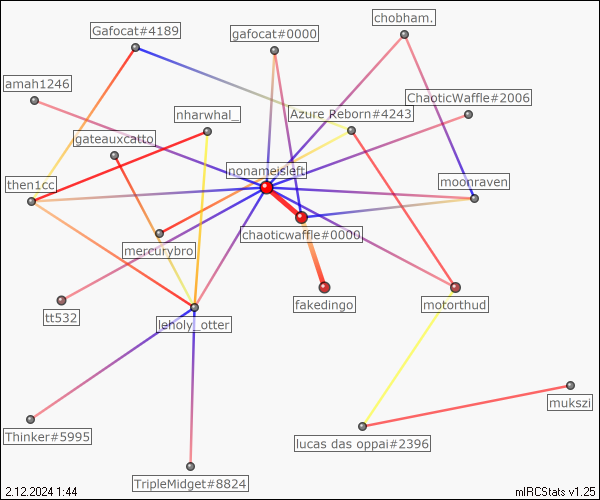 chobham.
Gafocat#4189
gafocat#0000
amah1246
ChaoticWaffle#2006
nharwhal_
Azure Reborn#4243
gateauxcatto
nonameisleft
then1cc
moonraven
chaoticwaffle#0000
mercurybro
fakedingo
motorthud
tt532
leholy_otter
mukszi
Thinker#5995
lucas das oppai#2396
TripleMidget#8824
2.12.2024 1:44
mIRCStats v1.25